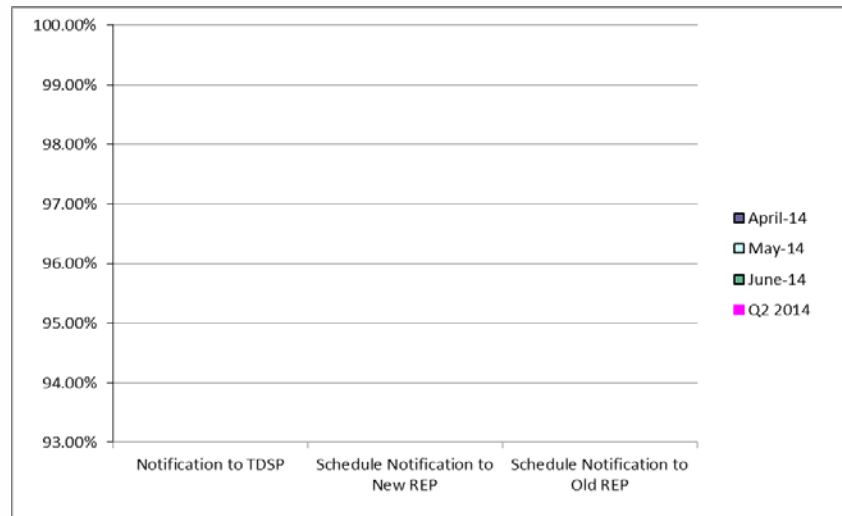 100.00%
99.00%
98.00%
97.00%
96.00%
95.00%
94.00%
93.00%
Notification to TDSP
Schedule Notification to
New REP
Schedule Notification to
Old REP
April-14
May-14
June-14
Q2 2014